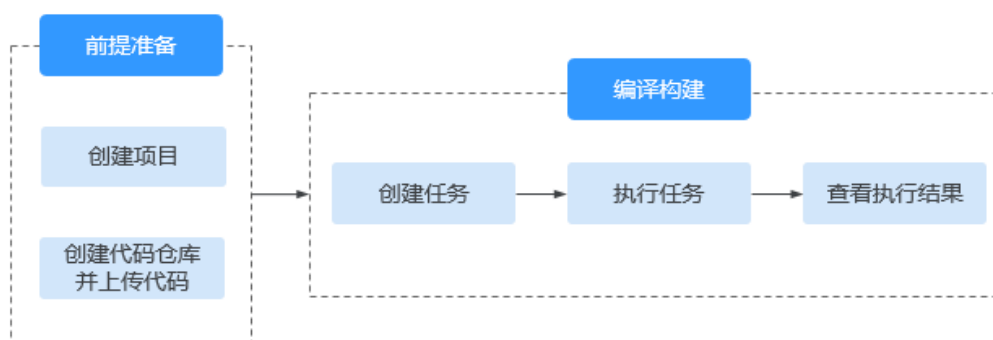 前提准备
创建项目
创建代码仓库
并上传代码
编译构建
创建任务
执行任务
查看执行结果